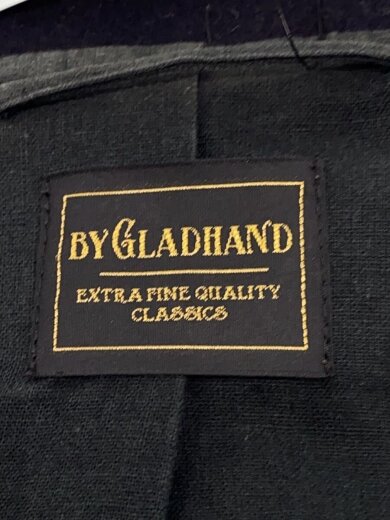 BY GLADHAND
EXTRA FINE QUALITY
CLASSICS